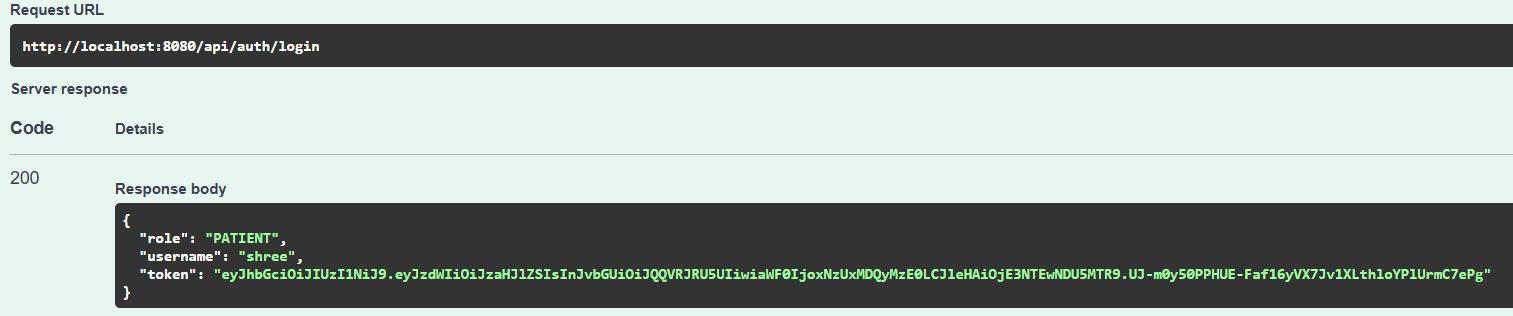 Request URL
http://localhost:8080/api/auth/login
Server response
Code Details
200
Response body
{
"role": "PATIENT",
"username": "shree",
"token": "eyJhbGciOiJIUzI1NiJ9.eyJzdWIiOiJzaHJlZSIsInJvbGUiOiJQQVRJRU5UIiwiaWF0IjoxNzUxMDQyMzE0LCJleHAiOjE3NTEwNDU5MTR9.UJ-m0y50PPHUE-Faf16yVX7Jv1XLthloYPlUrmC7ePg"
}